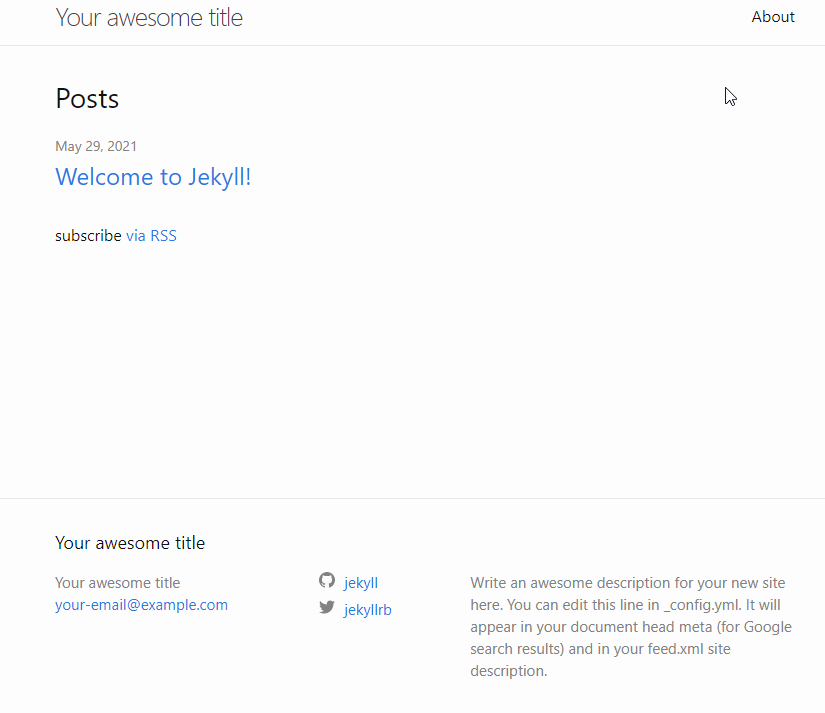 Your awesome title
About
Posts
May 29, 2021
Welcome to Jekyll!
subscribe via RSS
Your awesome title
Your awesome title
your-email@example.com
jekyll
jekyllrb
Write an awesome description for your new site
here. You can edit this line in _config.yml. It will
appear in your document head meta (for Google
search results) and in your feed.xml site
description.